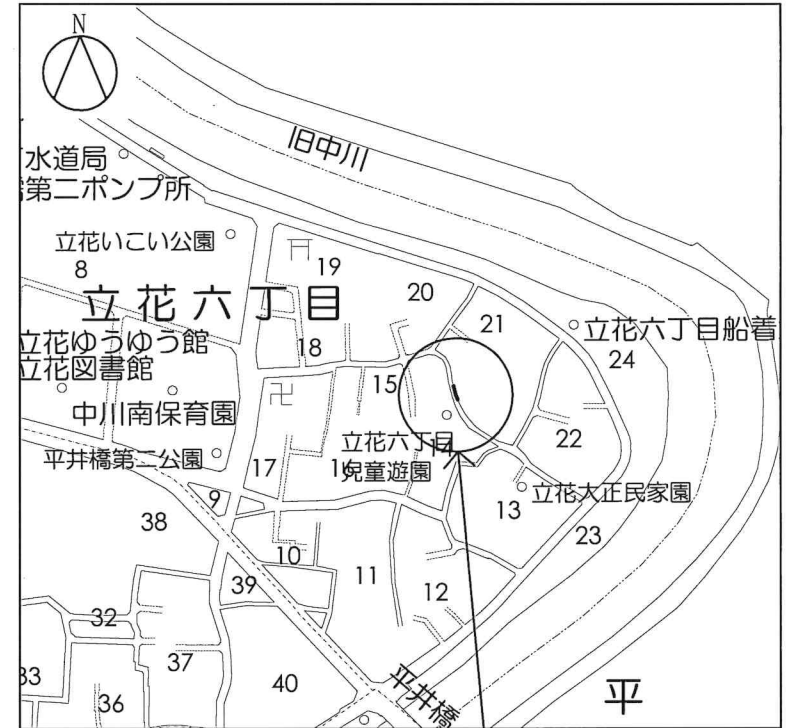 N
旧中川
水道局
第二ポンプ所
立花いこい公園
8
19
立花六丁目
20
21
立花六丁目船着
24
立花ゆうゆう館
立花図書館
18
15
中川南保育園
立花六丁目
児童遊園
14
22
平井橋第二公園
17
16
13
立花大正民家園
9
23
38
10
11
12
39
32
37
33
36
40
平井橋
平